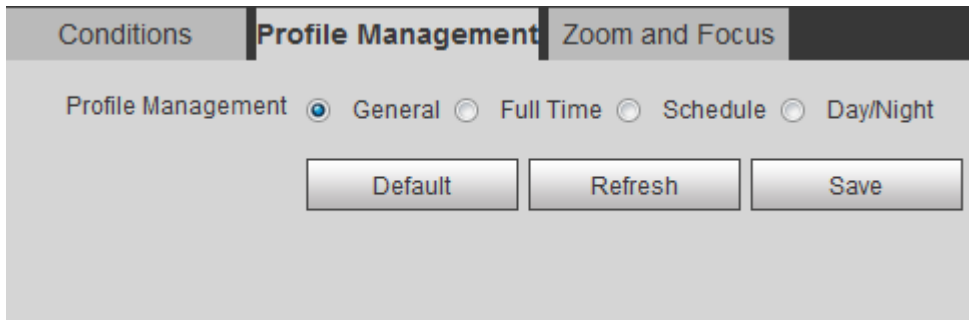 Conditions Profile Management Zoom and Focus
Profile Management General Full Time Schedule Day/Night
Default Refresh Save